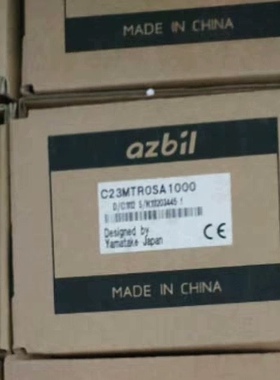 MADE IN CHINA
azbil
C23MTR0SA1000
Designed by
Yamatake Japan
CE
MADE IN CHINA